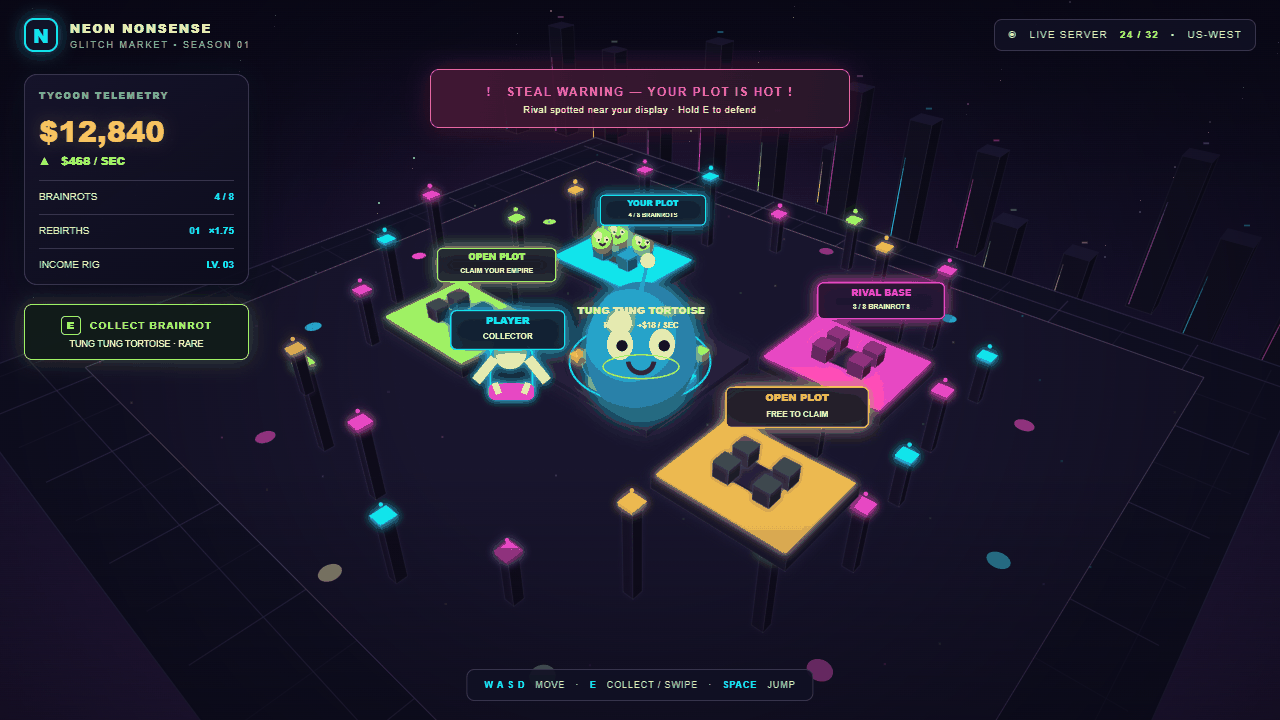 N
NEON NONSENSE
GLITCH MARKET • SEASON 01
LIVE SERVER 24 / 32 • US-WEST
TYCOON TELEMETRY
$12,840
▲ $468 / SEC
BRAINROTS 4 / 8
REBIRTHS 01 ×1.75
INCOME RIG LV. 03
E COLLECT BRAINROT
TUNG TUNG TORTOISE · RARE
! STEAL WARNING — YOUR PLOT IS HOT !
Rival spotted near your display · Hold E to defend
YOUR PLOT
4 / 8 BRAINROTS
OPEN PLOT
CLAIM YOUR EMPIRE
RIVAL BASE
3 / 8 BRAINROTS
TUNG TUNG TORTOISE
+$18 / SEC
PLAYER
COLLECTOR
OPEN PLOT
FREE TO CLAIM
W A S D MOVE · E COLLECT / SWIPE · SPACE JUMP